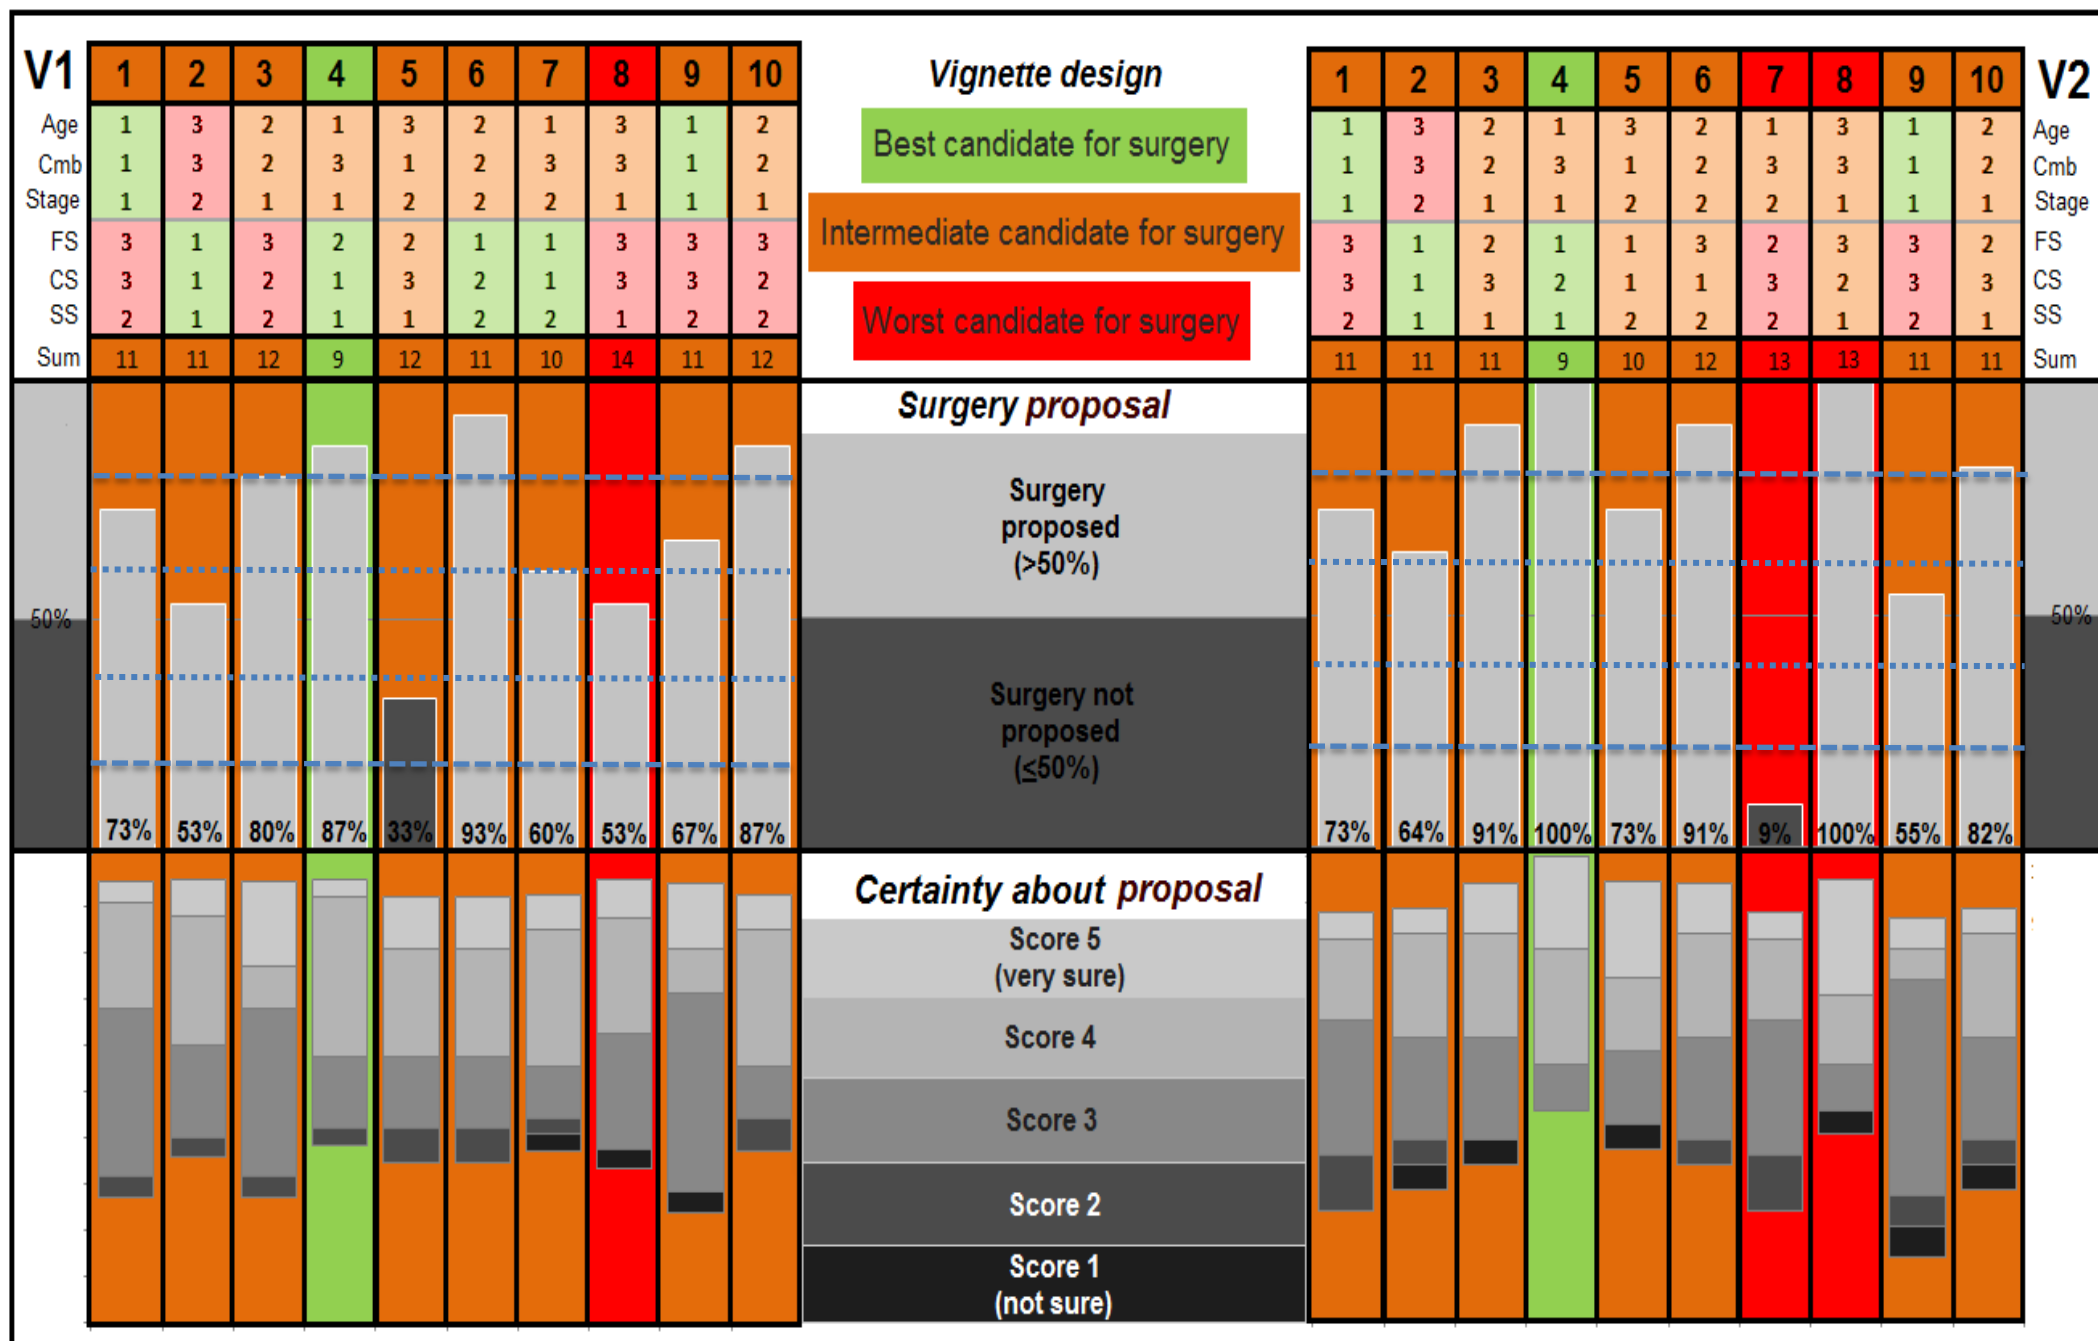 V1 1 2 3 4 5 6 7 8 9 10
Age 1 3 2 1 3 2 1 3 1 2
Cmb 1 3 2 3 1 2 3 3 1 2
Stage 1 2 1 1 2 2 2 1 1 1
FS 3 1 3 2 2 1 1 3 3 3
CS 3 1 2 1 3 2 1 3 3 2
SS 2 1 2 1 1 2 2 1 2 2
Sum 11 11 12 9 12 11 10 14 11 12
Vignette design
Best candidate for surgery
Intermediate candidate for surgery
Worst candidate for surgery
1 2 3 4 5 6 7 8 9 10 V2
1 3 2 1 3 2 1 3 1 2 Age
1 3 2 3 1 2 3 3 1 2 Cmb
1 2 1 1 2 2 2 1 1 1 Stage
3 1 2 1 1 3 2 3 3 2 FS
3 1 3 2 1 1 3 2 3 3 CS
2 1 1 1 2 2 2 1 2 1 SS
11 11 11 9 10 12 13 13 11 11 Sum
50%
73% 53% 80% 87% 33% 93% 60% 53% 67% 87%
Surgery proposal
Surgery
proposed
(>50%)
Surgery not
proposed
(≤50%)
50%
73% 64% 91% 100% 73% 91% 9% 100% 55% 82%
Certainty about proposal
Score 5
(very sure)
Score 4
Score 3
Score 2
Score 1
(not sure)